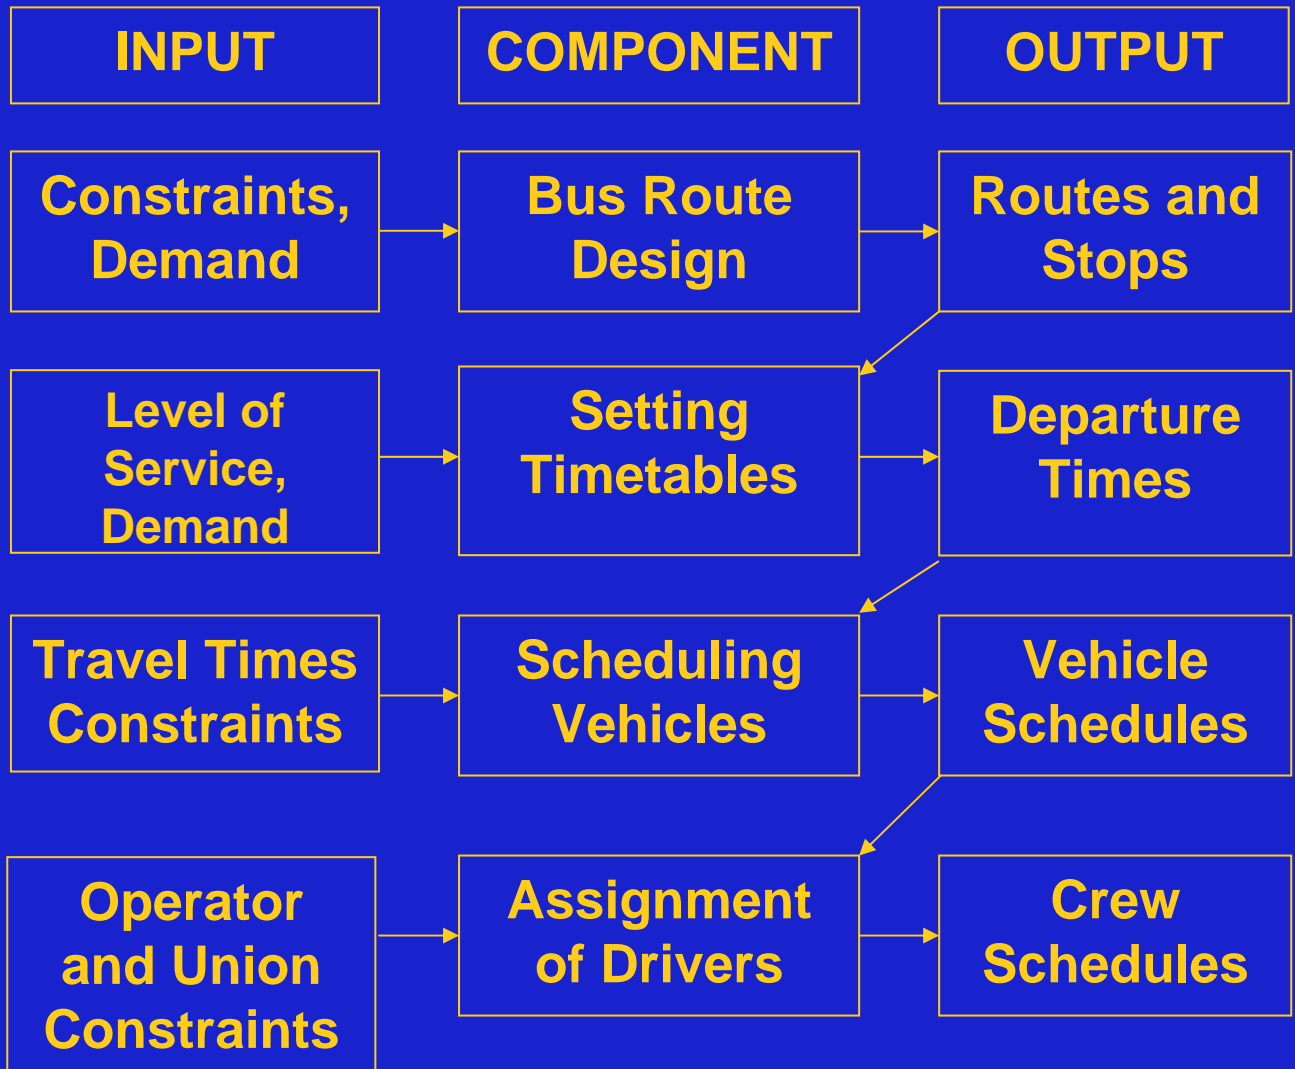 INPUT
COMPONENT
OUTPUT
Constraints,
Demand
Bus Route
Design
Routes and
Stops
Level of
Service,
Demand
Setting
Timetables
Departure
Times
Travel Times
Constraints
Scheduling
Vehicles
Vehicle
Schedules
Operator
and Union
Constraints
Assignment
of Drivers
Crew
Schedules